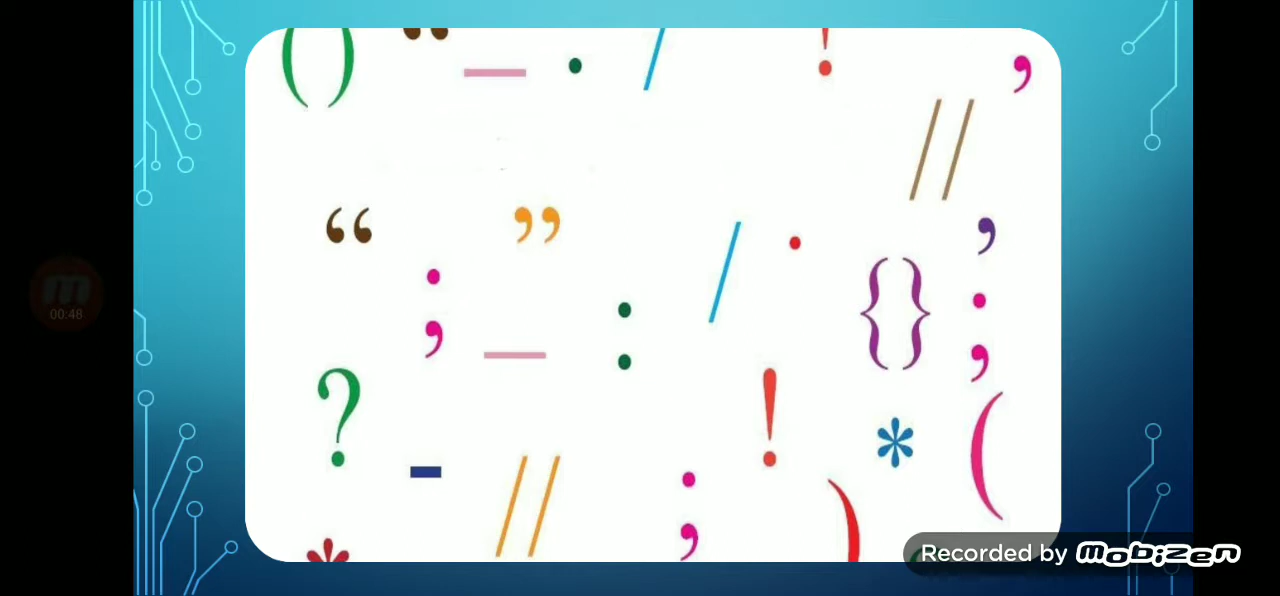 ( ) “ _ . / ! ,
//
“ ” / . ,
; _ : { } ;
? - // ; ! * (
* )
00:48
Recorded by MOBIZEN